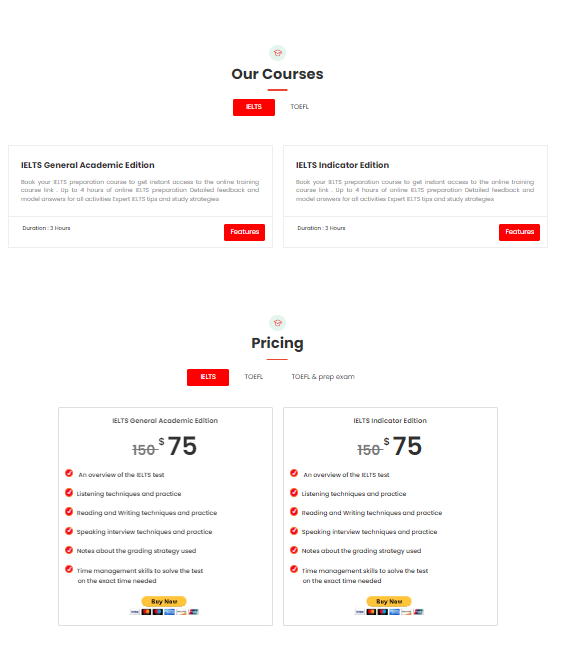 Our Courses
IELTS TOEFL
IELTS General Academic Edition
Book your IELTS preparation course to get instant access to the online training
course link . Up to 4 hours of online IELTS preparation Detailed feedback and
model answers for all activities Expert IELTS tips and study strategies
Duration : 3 Hours
Features
IELTS Indicator Edition
Book your IELTS preparation course to get instant access to the online training
course link . Up to 4 hours of online IELTS preparation Detailed feedback and
model answers for all activities Expert IELTS tips and study strategies
Duration : 3 Hours
Features
Pricing
IELTS TOEFL TOEFL & prep exam
IELTS General Academic Edition
150 $ 75
An overview of the IELTS test
Listening techniques and practice
Reading and Writing techniques and practice
Speaking interview techniques and practice
Notes about the grading strategy used
Time management skills to solve the test
on the exact time needed
Buy Now
IELTS Indicator Edition
150 $ 75
An overview of the IELTS test
Listening techniques and practice
Reading and Writing techniques and practice
Speaking interview techniques and practice
Notes about the grading strategy used
Time management skills to solve the test
on the exact time needed
Buy Now